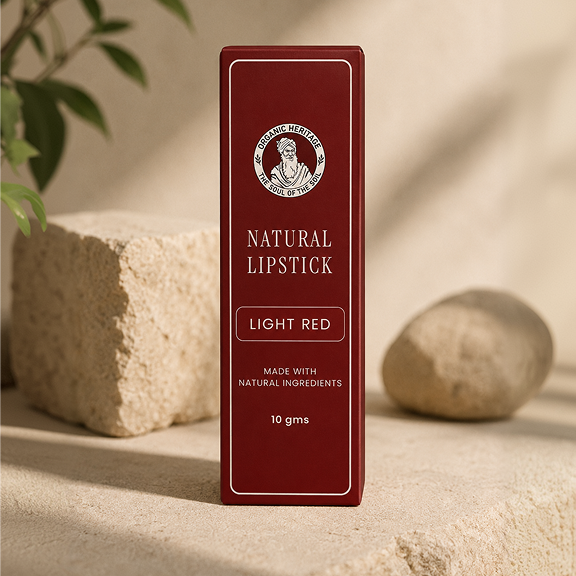 ORGANIC HERITAGE
THE SOUL OF THE SOIL
NATURAL
LIPSTICK
LIGHT RED
MADE WITH
NATURAL INGREDIENTS
10 gms